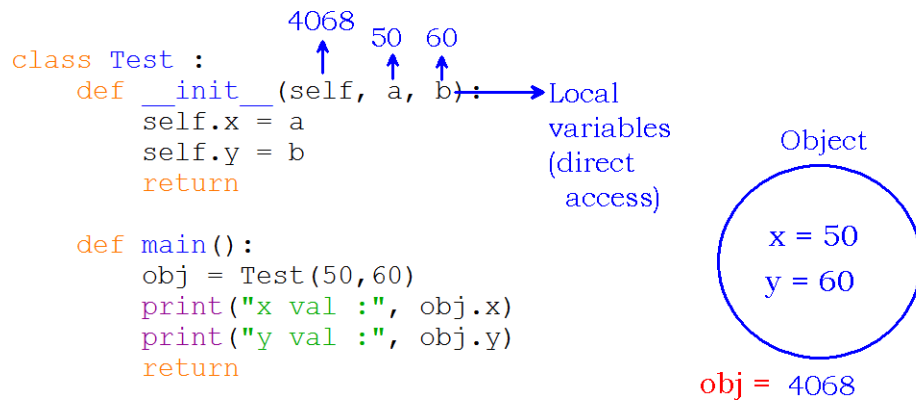 4068
50 60
class Test :
def __init__(self, a, b):
self.x = a
self.y = b
return
Local
variables
(direct
access)
def main():
obj = Test(50,60)
print("x val :", obj.x)
print("y val :", obj.y)
return
Object
x = 50
y = 60
obj = 4068